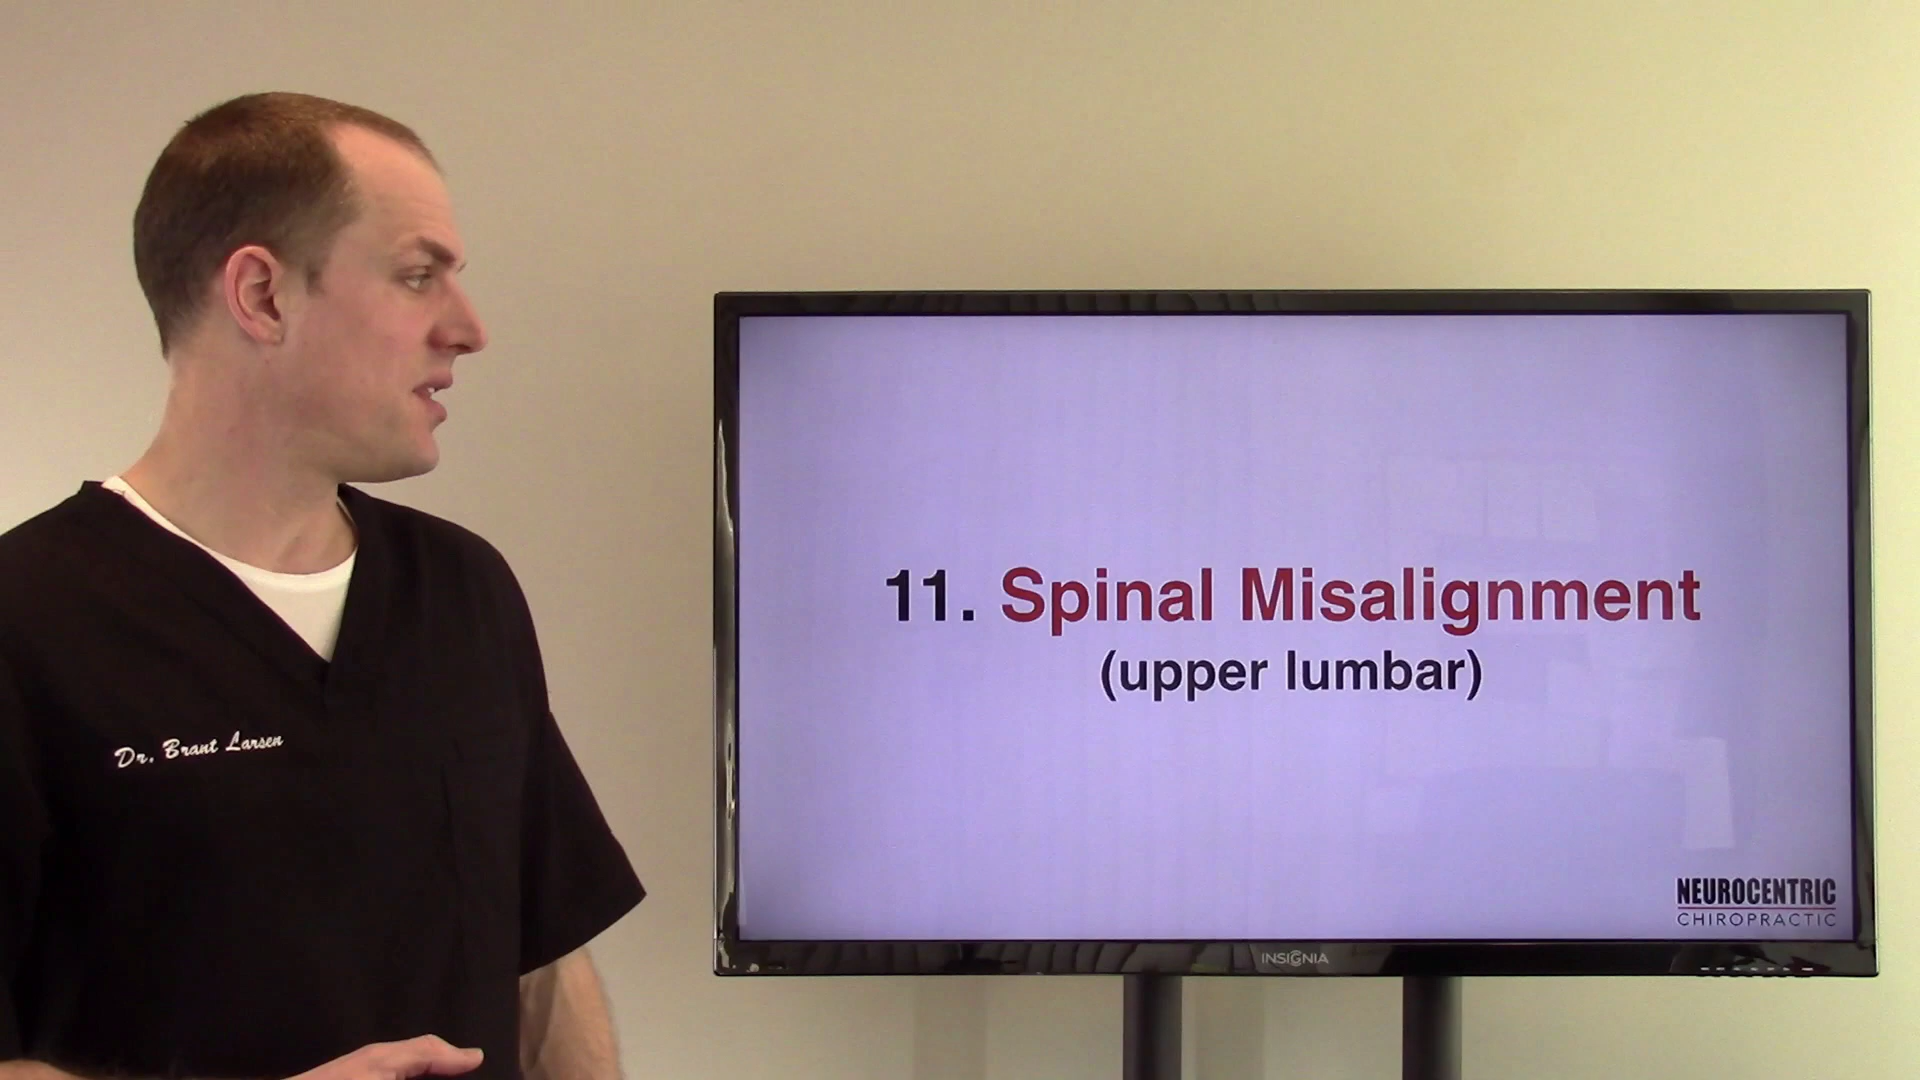 Dr. Brant Larsen
11. Spinal Misalignment
(upper lumbar)
NEUROCENTRIC
CHIROPRACTIC
INSIGNIA